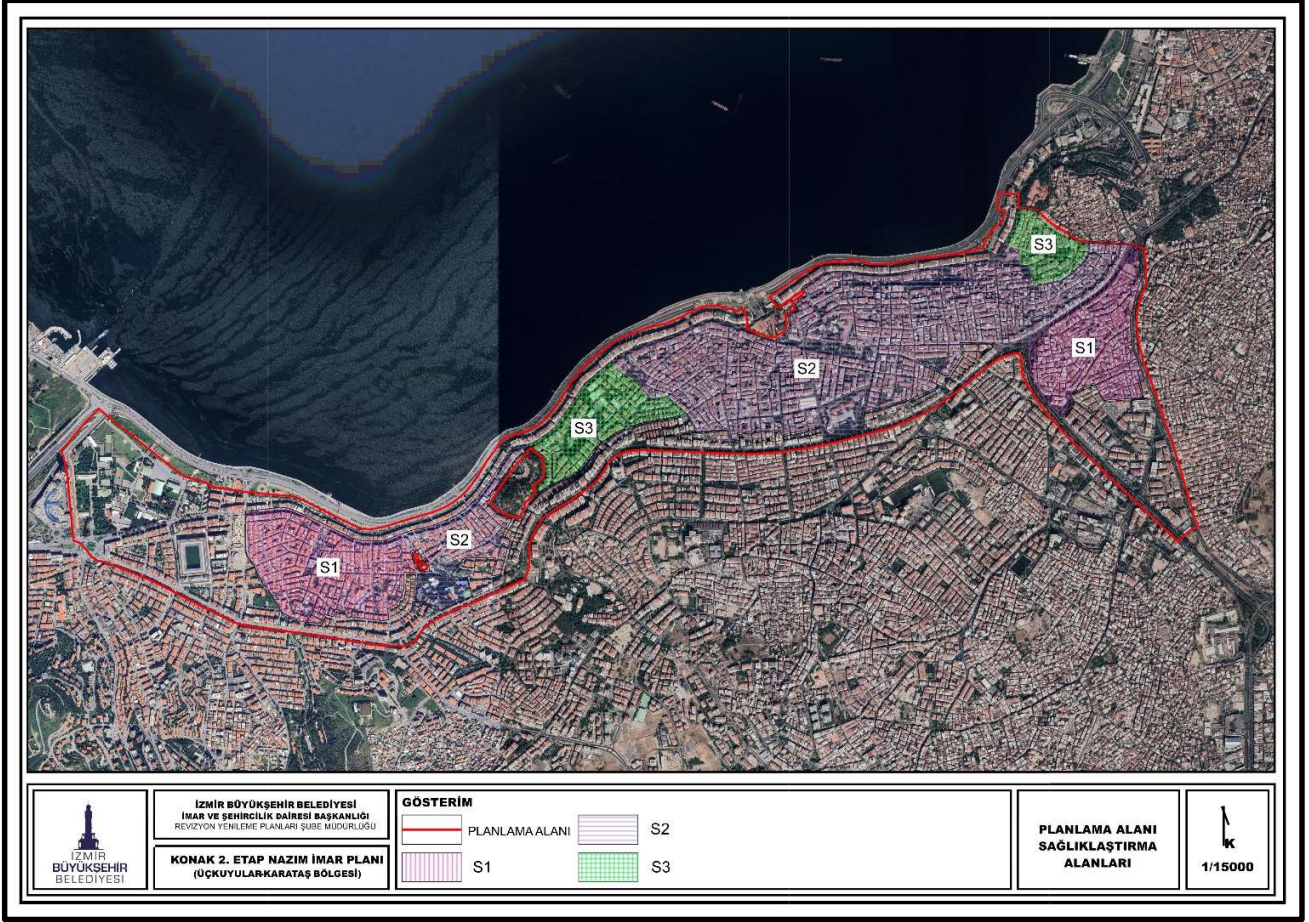 S3
S1
S2
S3
S2
S1
İZMİR
BÜYÜKŞEHİR
BELEDİYESİ
İZMİR BÜYÜKŞEHİR BELEDİYESİ
İMAR VE ŞEHİRCİLİK DAİRESİ BAŞKANLIĞI
REVİZYON YENİLEME PLANLARI ŞUBE MÜDÜRLÜĞÜ
KONAK 2. ETAP NAZIM İMAR PLANI
(ÜÇKUYULAR-KARATAŞ BÖLGESİ)
GÖSTERİM
PLANLAMA ALANI
S2
S1
S3
PLANLAMA ALANI
SAĞLIKLAŞTIRMA
ALANLARI
K
1/15000